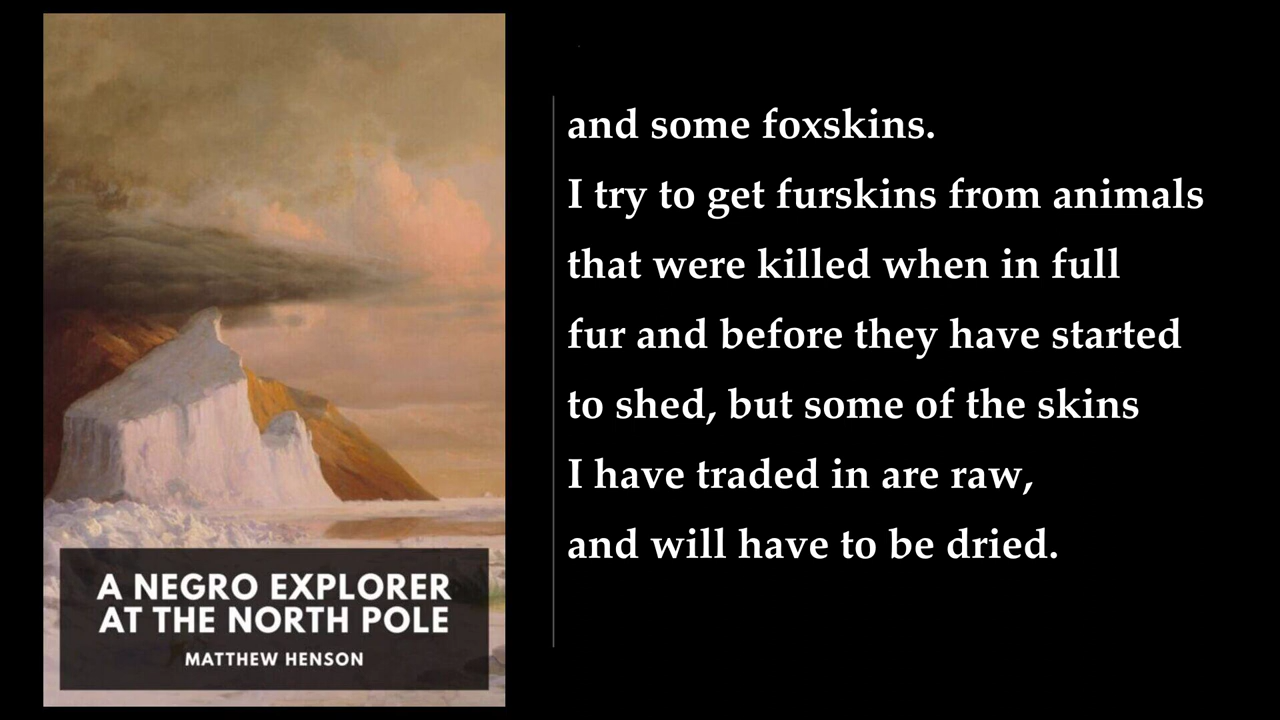 A NEGRO EXPLORER
AT THE NORTH POLE
MATTHEW HENSON
and some foxskins.
I try to get furskins from animals
that were killed when in full
fur and before they have started
to shed, but some of the skins
I have traded in are raw,
and will have to be dried.